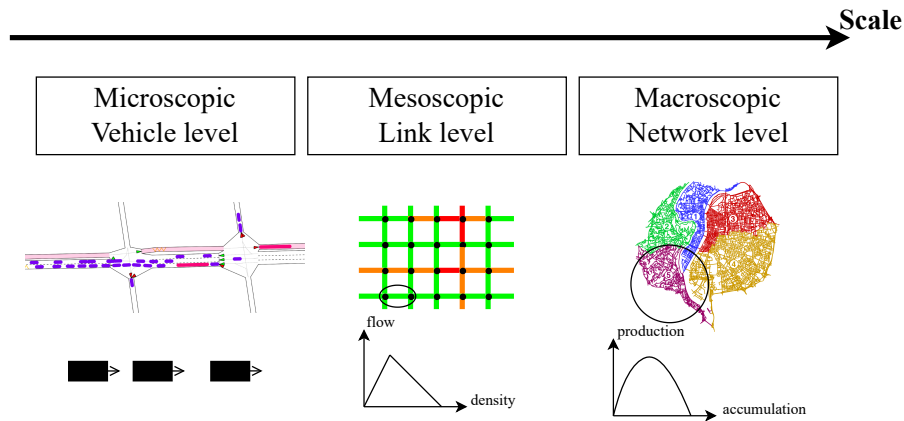 Scale
Microscopic
Vehicle level
Mesoscopic
Link level
Macroscopic
Network level
flow
density
production
accumulation